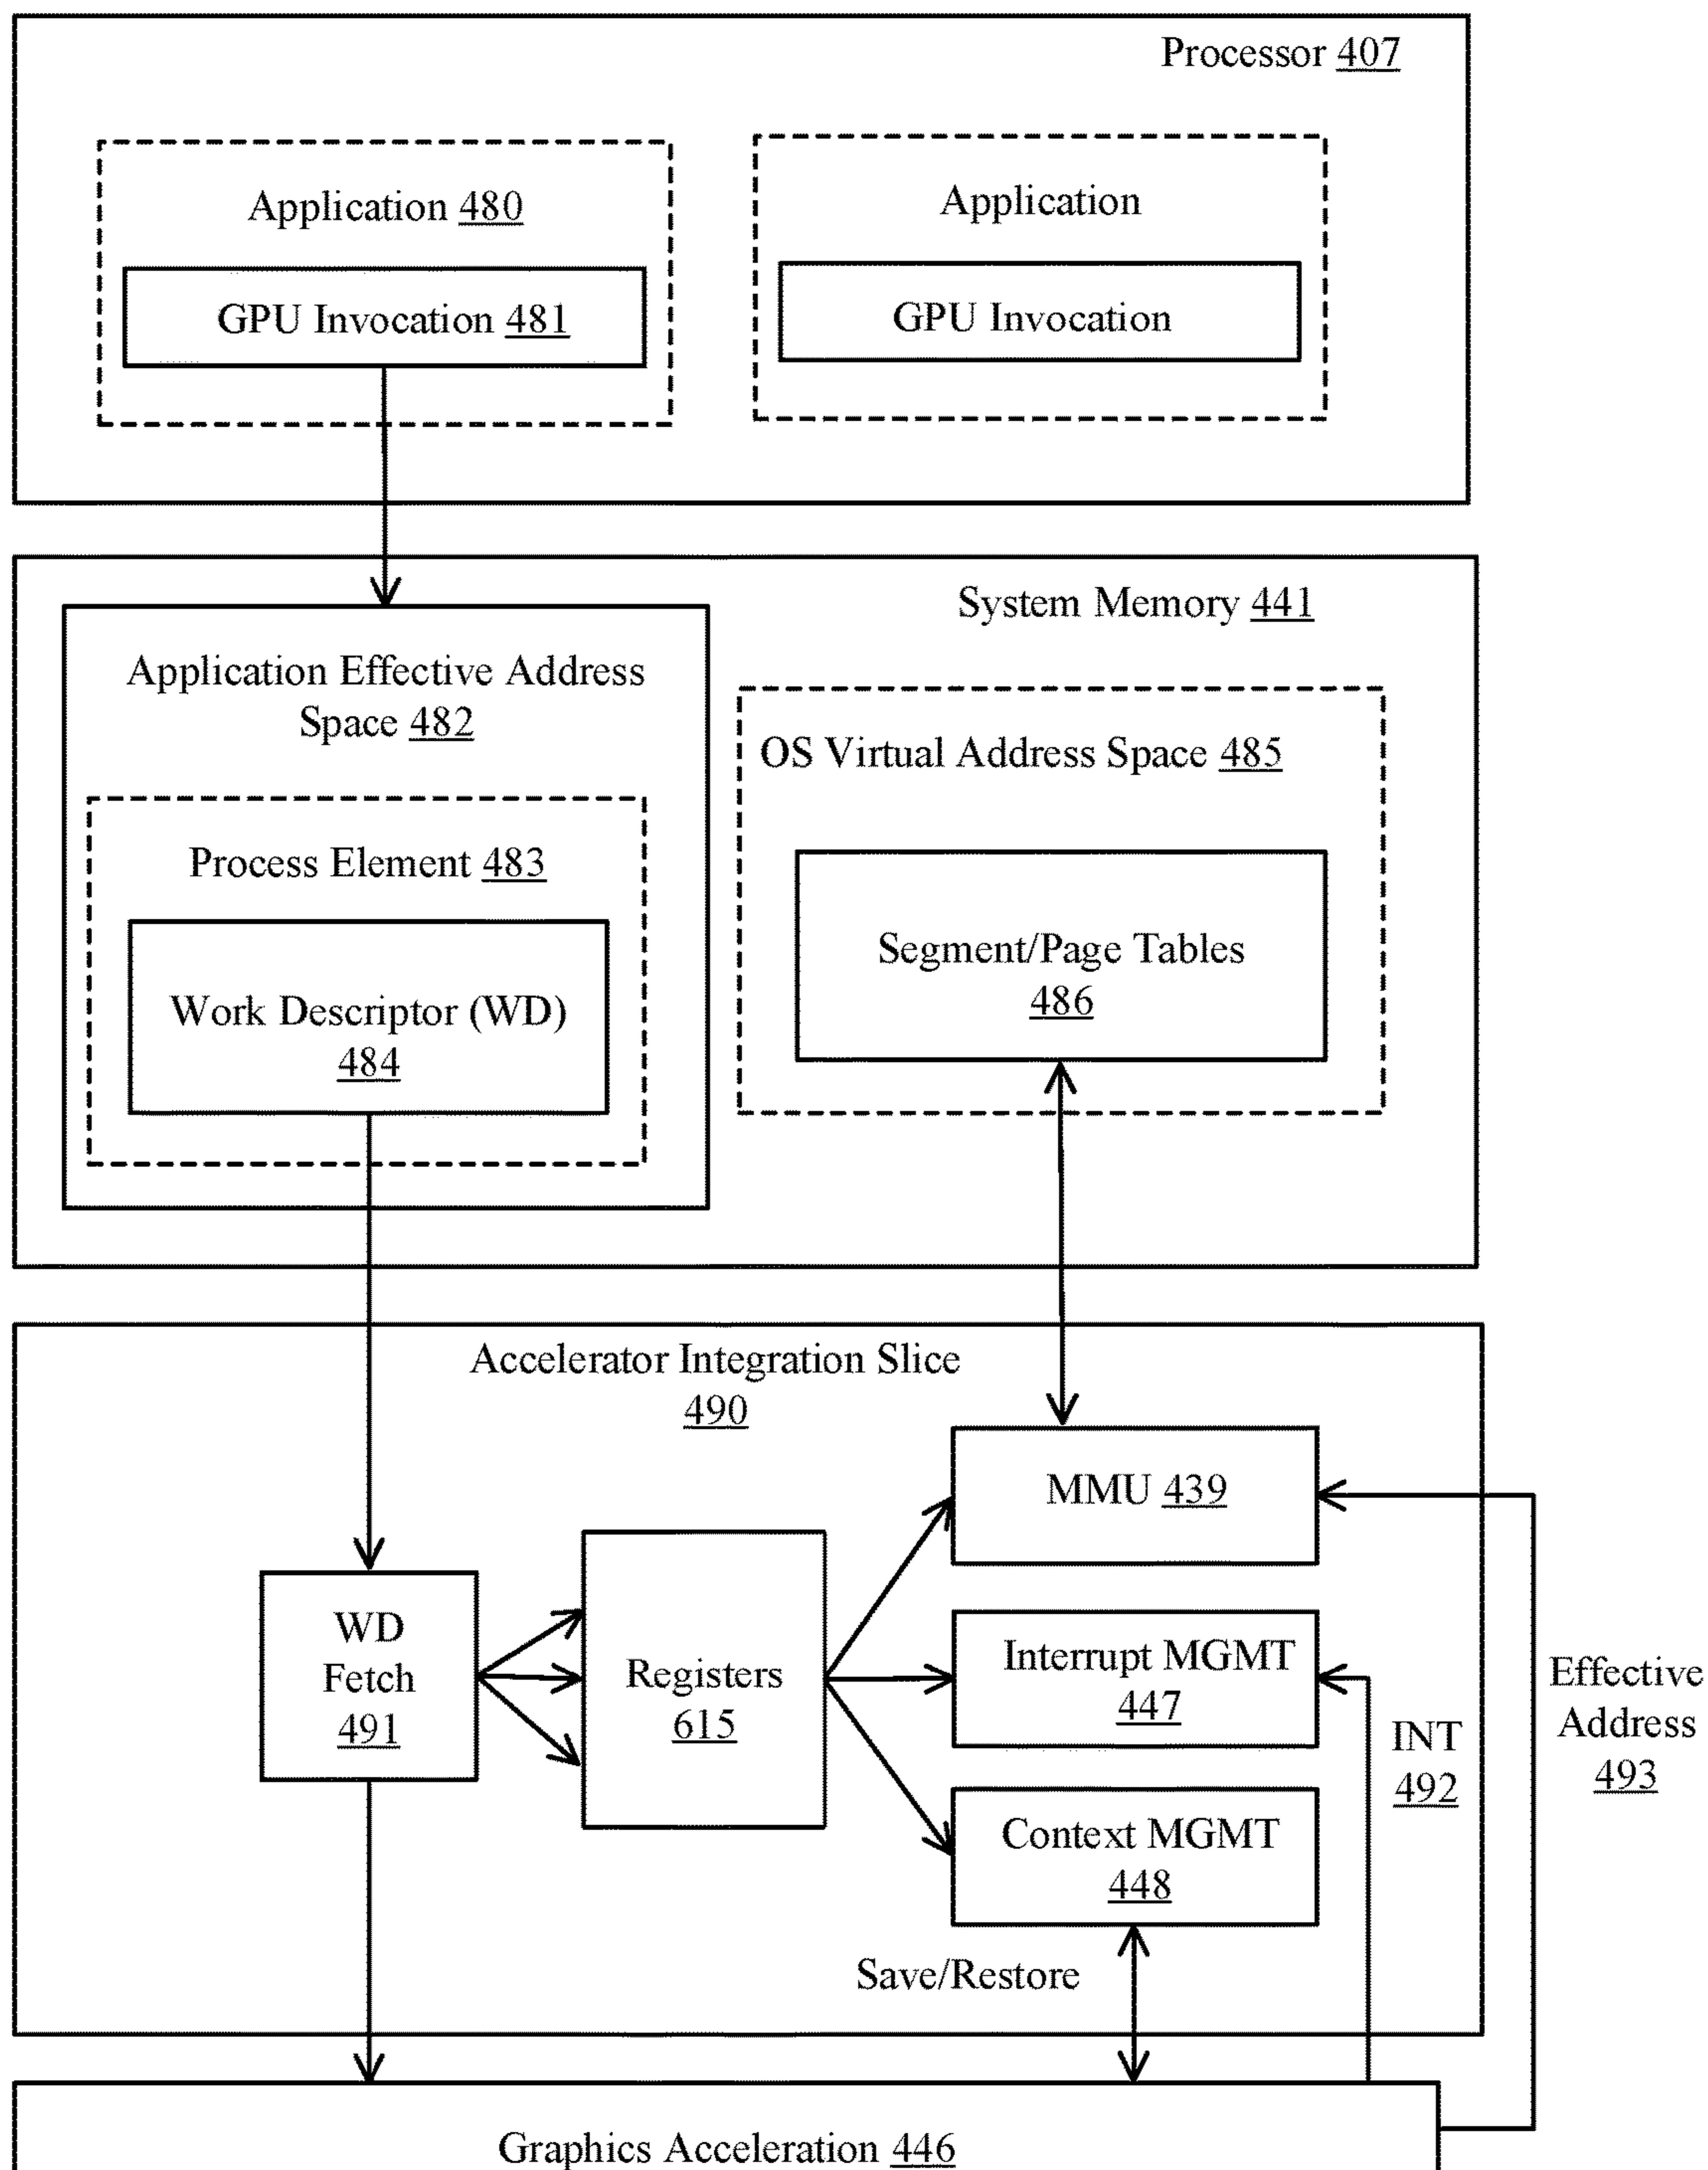 Processor 407
Application 480
GPU Invocation 481
Application
GPU Invocation
System Memory 441
Application Effective Address
Space 482
Process Element 483
Work Descriptor (WD)
484
OS Virtual Address Space 485
Segment/Page Tables
486
Accelerator Integration Slice
490
WD
Fetch
491
Registers
615
MMU 439
Interrupt MGMT
447
Context MGMT
448
Save/Restore
INT
492
Effective
Address
493
Graphics Acceleration 446